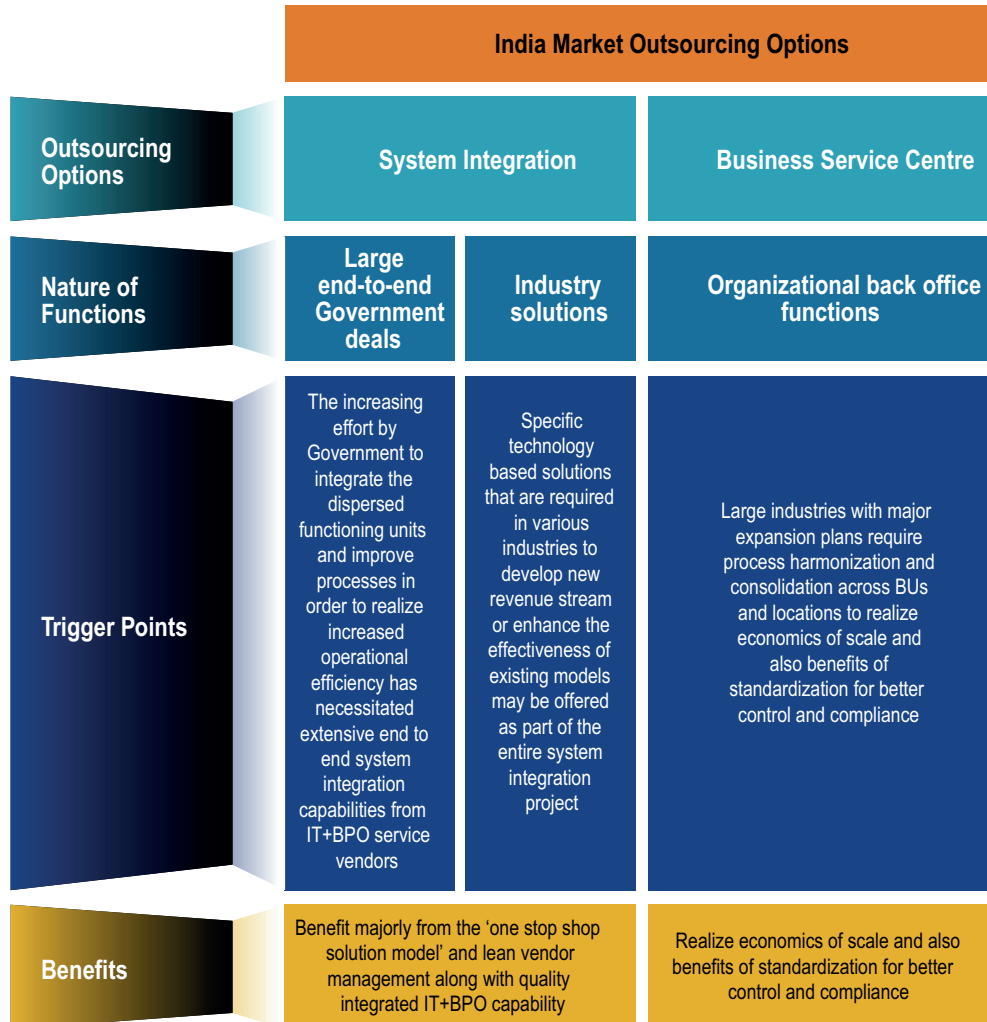 India Market Outsourcing Options
Outsourcing
Options
System Integration
Business Service Centre
Nature of
Functions
Large
end-to-end
Government
deals
Industry
solutions
Organizational back office
functions
Trigger Points
The increasing
effort by
Government to
integrate the
dispersed
functioning units
and improve
processes in
order to realize
increased
operational
efficiency has
necessitated
extensive end to
end system
integration
capabilities from
IT+BPO service
vendors
Specific
technology
based solutions
that are required
in various
industries to
develop new
revenue stream
or enhance the
effectiveness of
existing models
may be offered
as part of the
entire system
integration
project
Large industries with major
expansion plans require
process harmonization and
consolidation across BUs
and locations to realize
economics of scale and
also benefits of
standardization for better
control and compliance
Benefits
Benefit majorly from the ‘one stop shop
solution model’ and lean vendor
management along with quality
integrated IT+BPO capability
Realize economics of scale and also
benefits of standardization for better
control and compliance